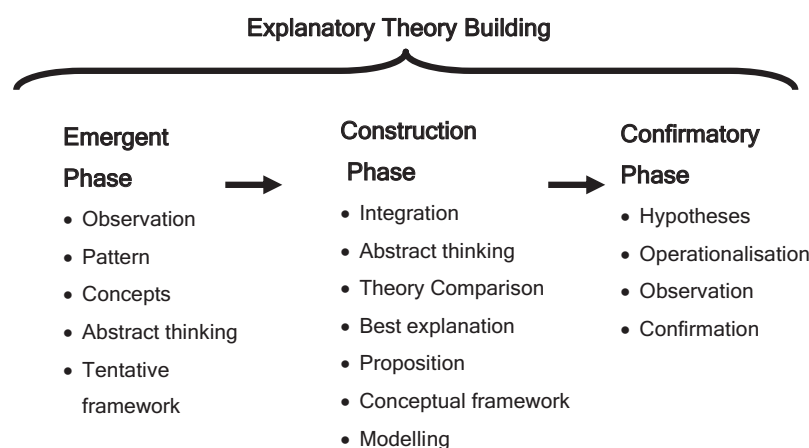 Explanatory Theory Building
Emergent
Phase
• Observation
• Pattern
• Concepts
• Abstract thinking
• Tentative
framework
Construction
Phase
• Integration
• Abstract thinking
• Theory Comparison
• Best explanation
• Proposition
• Conceptual framework
• Modelling
Confirmatory
Phase
• Hypotheses
• Operationalisation
• Observation
• Confirmation